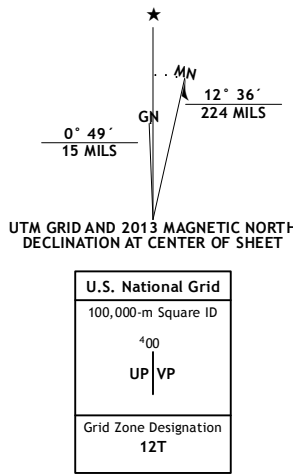 ★
MN
GN
12° 36´
224 MILS
0° 49´
15 MILS
UTM GRID AND 2013 MAGNETIC NORTH
DECLINATION AT CENTER OF SHEET
U.S. National Grid
100,000-m Square ID
⁴00
UP VP
Grid Zone Designation
12T